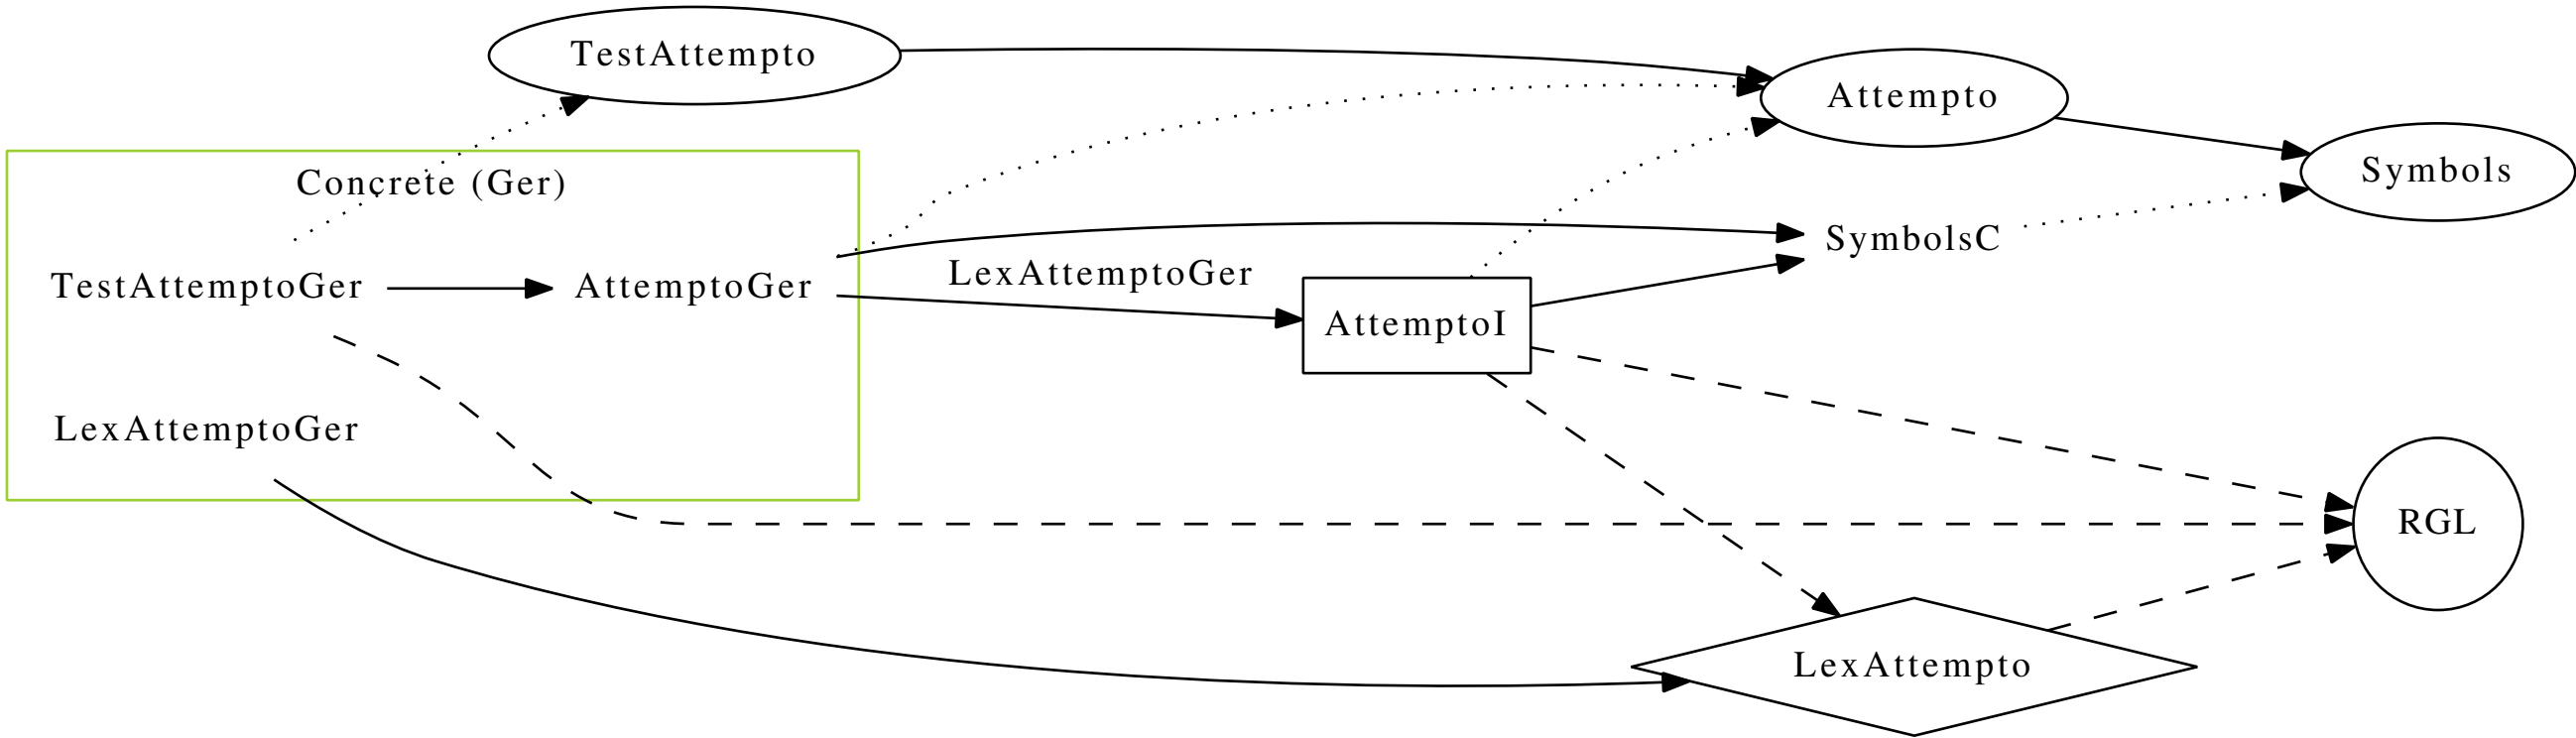 TestAttempto
Attempto
Symbols
Concrete (Ger)
SymbolsC
TestAttemptoGer
AttemptoGer
LexAttemptoGer
AttemptoI
LexAttemptoGer
RGL
LexAttempto